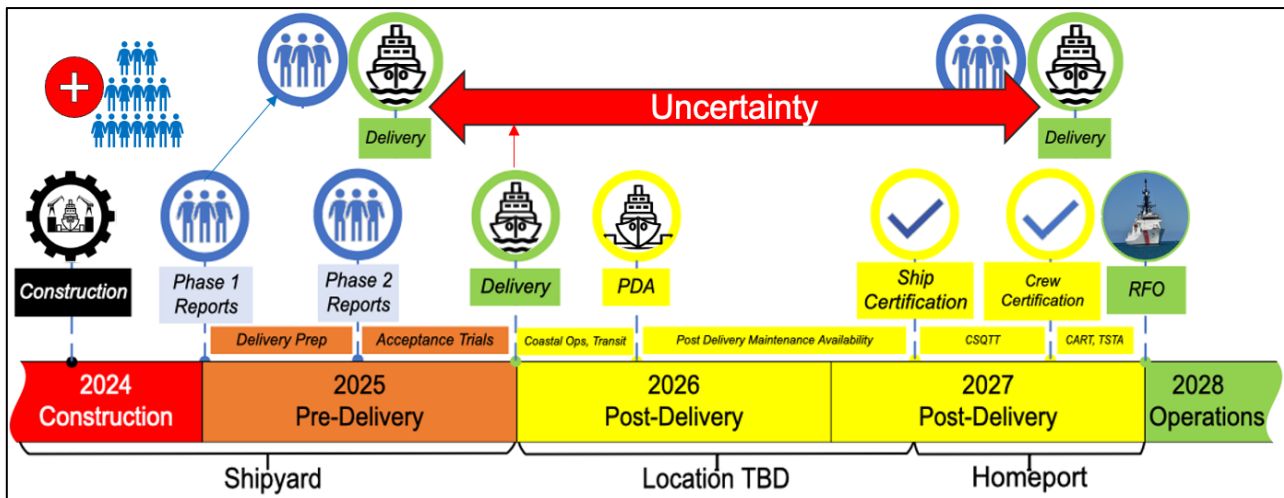 Uncertainty
Delivery
Delivery
Construction
Phase 1
Reports
Phase 2
Reports
Delivery
PDA
Ship
Certification
Crew
Certification
RFO
Delivery Prep
Acceptance Trials
Coastal Ops, Transit
Post Delivery Maintenance Availability
CSQTT
CART, TSTA
2024
Construction
2025
Pre-Delivery
2026
Post-Delivery
2027
Post-Delivery
2028
Operations
Shipyard
Location TBD
Homeport